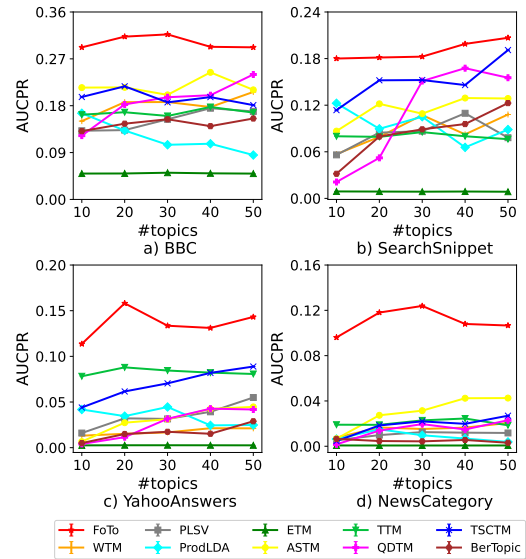 0.36
0.27
0.18
0.09
0.00
AUCPR
10 20 30 40 50
#topics
a) BBC
0.24
0.18
0.12
0.06
0.00
AUCPR
10 20 30 40 50
#topics
b) SearchSnippet
0.20
0.15
0.10
0.05
0.00
AUCPR
10 20 30 40 50
#topics
c) YahooAnswers
0.16
0.12
0.08
0.04
0.00
AUCPR
10 20 30 40 50
#topics
d) NewsCategory
FoTo PLSV ETM TTM TSCTM
WTM ProdLDA ASTM QDTM BerTopic